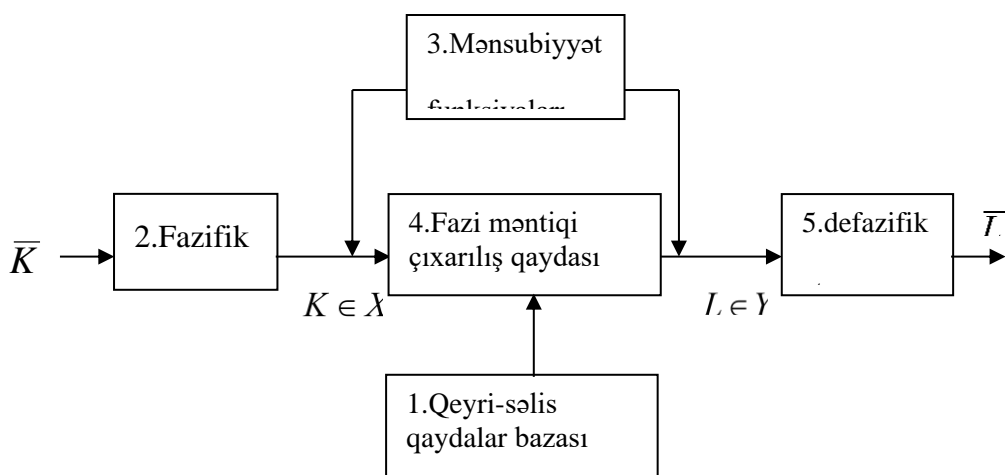 3.Mənsubiyyət
2.Fazifik
4.Fazi məntiqi
çıxarılış qaydası
5.defazifik
K̅
K ∈ X
L ∈ Y
1.Qeyri-səlis
qaydalar bazası